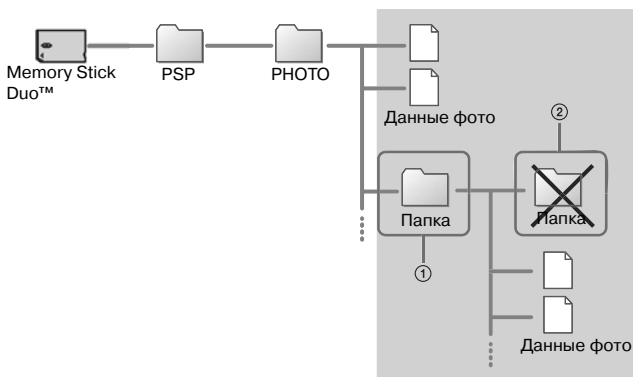 Memory Stick
Duo™
PSP
PHOTO
Данные фото
②
Папка
Папка
①
Данные фото